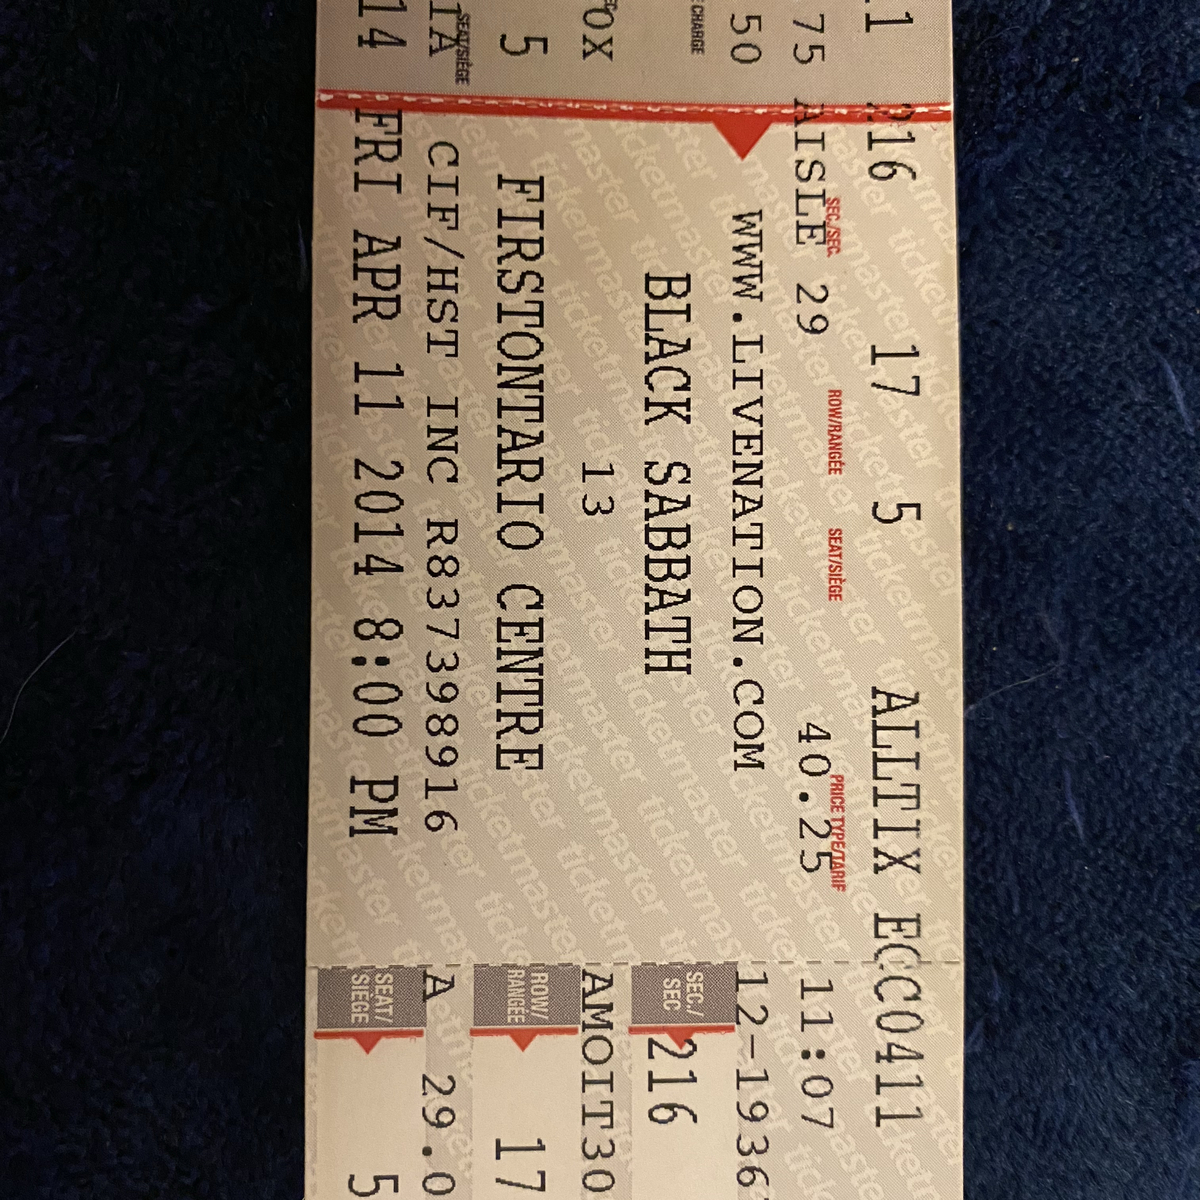 11 216 17 5 ALLTIX ECC0411
SEC./SEC. ROW/RANGÉE SEAT/SIÈGE PRICE TYPE/TARIF
75 AISLE 29 40.25 11:07
50 WWW.LIVENATION.COM 12-1936
CHARGE
BLACK SABBATH
SEC./
SEC
216
OX 13 AMOIT30
5 FIRSTONTARIO CENTRE
ROW/
RANGÉE
17
SEAT/SIÈGE
CIF/HST INC R837398916 A 29.0
14 FRI APR 11 2014 8:00 PM
SEAT/
SIÈGE
5
ticketmaster